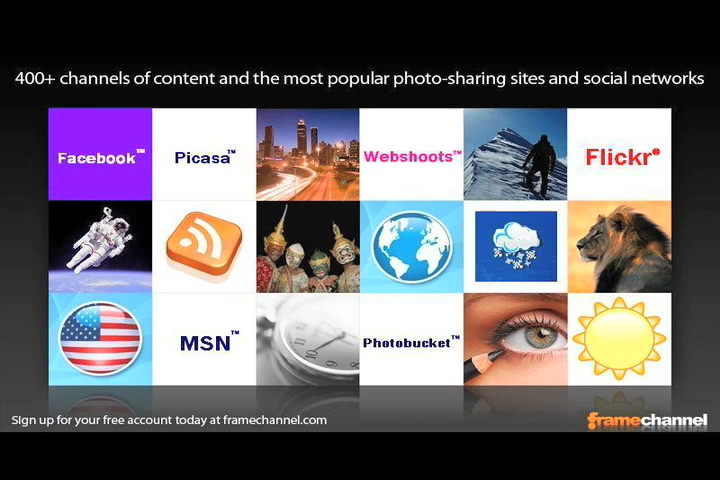 400+ channels of content and the most popular photo-sharing sites and social networks
Facebook™
Picasa™
Webshoots™
Flickr®
MSN™
Photobucket™
Sign up for your free account today at framechannel.com
framechannel